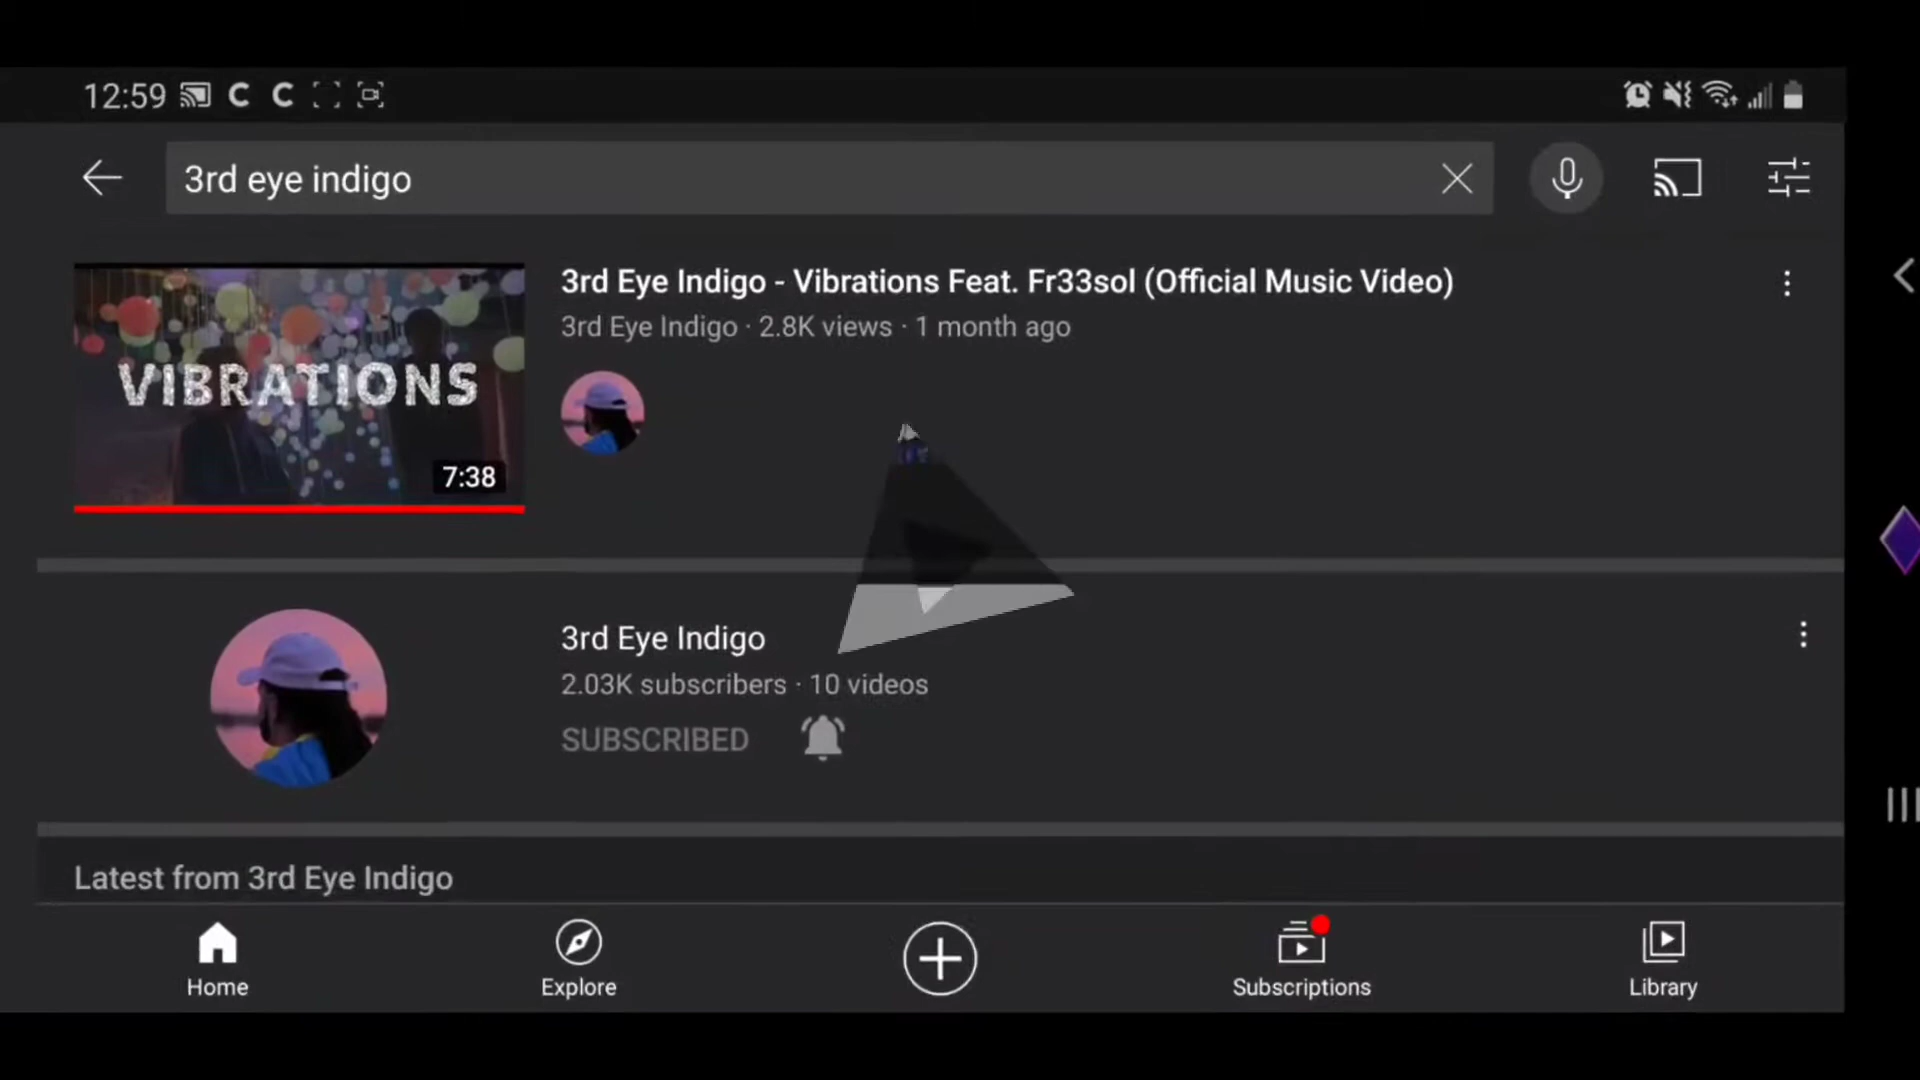 12:59
3rd eye indigo
3rd Eye Indigo - Vibrations Feat. Fr33sol (Official Music Video)
3rd Eye Indigo · 2.8K views · 1 month ago
VIBRATIONS
7:38
3rd Eye Indigo
2.03K subscribers · 10 videos
SUBSCRIBED
Latest from 3rd Eye Indigo
Home
Explore
Subscriptions
Library